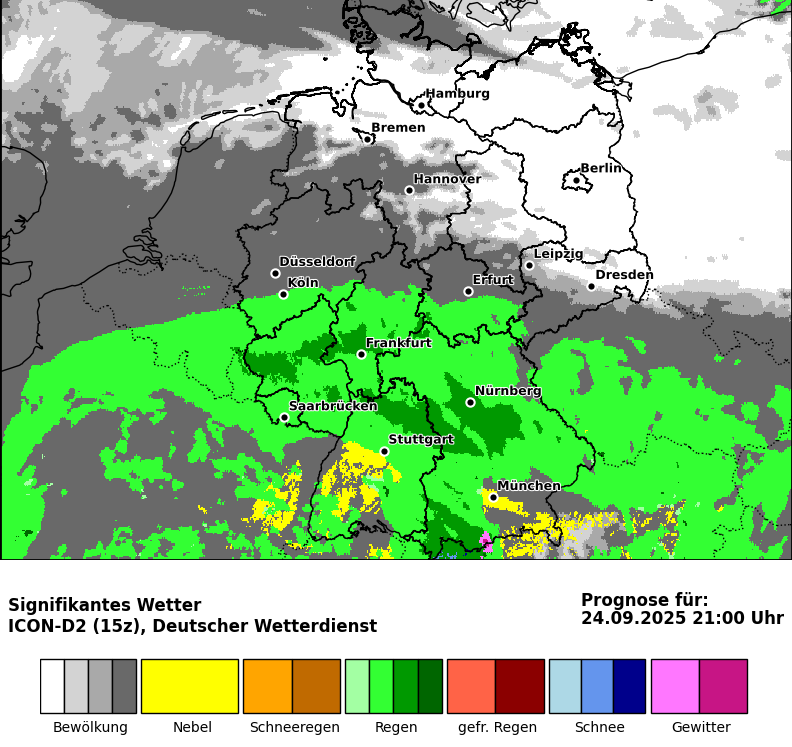 Hamburg
Bremen
Berlin
Hannover
Leipzig
Düsseldorf
Dresden
Köln
Erfurt
Frankfurt
Nürnberg
Saarbrücken
Stuttgart
München
Signifikantes Wetter
ICON-D2 (15z), Deutscher Wetterdienst
Prognose für:
24.09.2025 21:00 Uhr
Bewölkung Nebel Schneeregen Regen gefr. Regen Schnee Gewitter